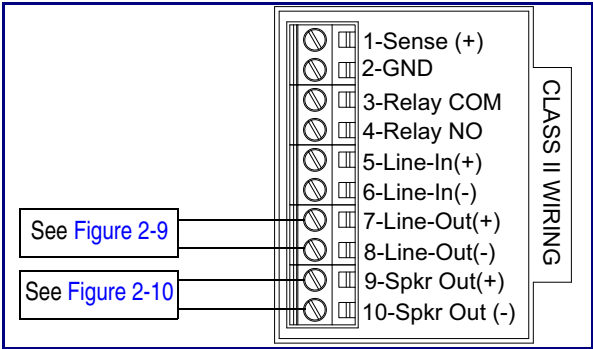 1-Sense (+)
2-GND
3-Relay COM
4-Relay NO
5-Line-In(+)
6-Line-In(-)
7-Line-Out(+)
8-Line-Out(-)
9-Spkr Out(+)
10-Spkr Out (-)
CLASS II WIRING
See Figure 2-9
See Figure 2-10